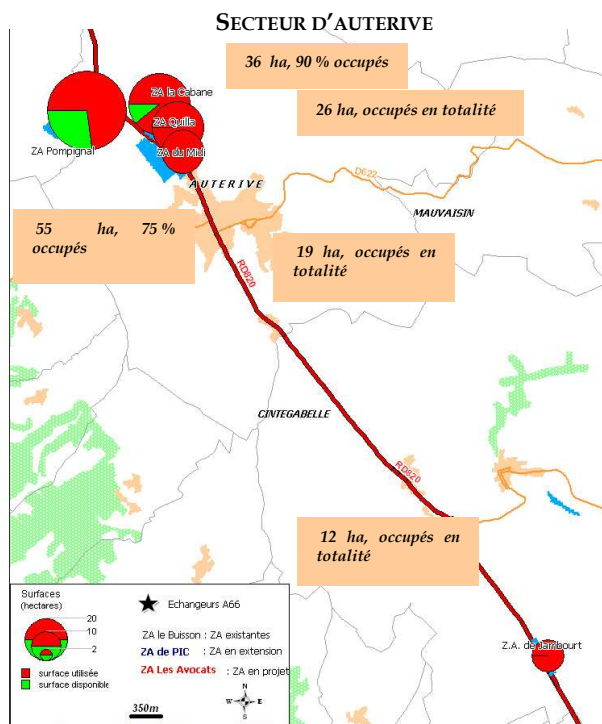 SECTEUR D'AUTERIVE
36 ha, 90 % occupés
ZA la Cabane
26 ha, occupés en totalité
ZA Quilla
ZA Pompignal
ZA du Midi
D622
AUTERIVE
MAUVAISIN
55 ha, 75 %
occupés
19 ha, occupés en
totalité
RD820
CINTEGABELLE
RD820
12 ha, occupés en
totalité
Z.A. de Jambourt
Surfaces
(hectares)
20
10
2
surface utilisée
surface disponible
Echangeurs A66
ZA le Buisson : ZA existantes
ZA de PIC : ZA en extension
ZA Les Avocats : ZA en projet
350m
N
W E
S